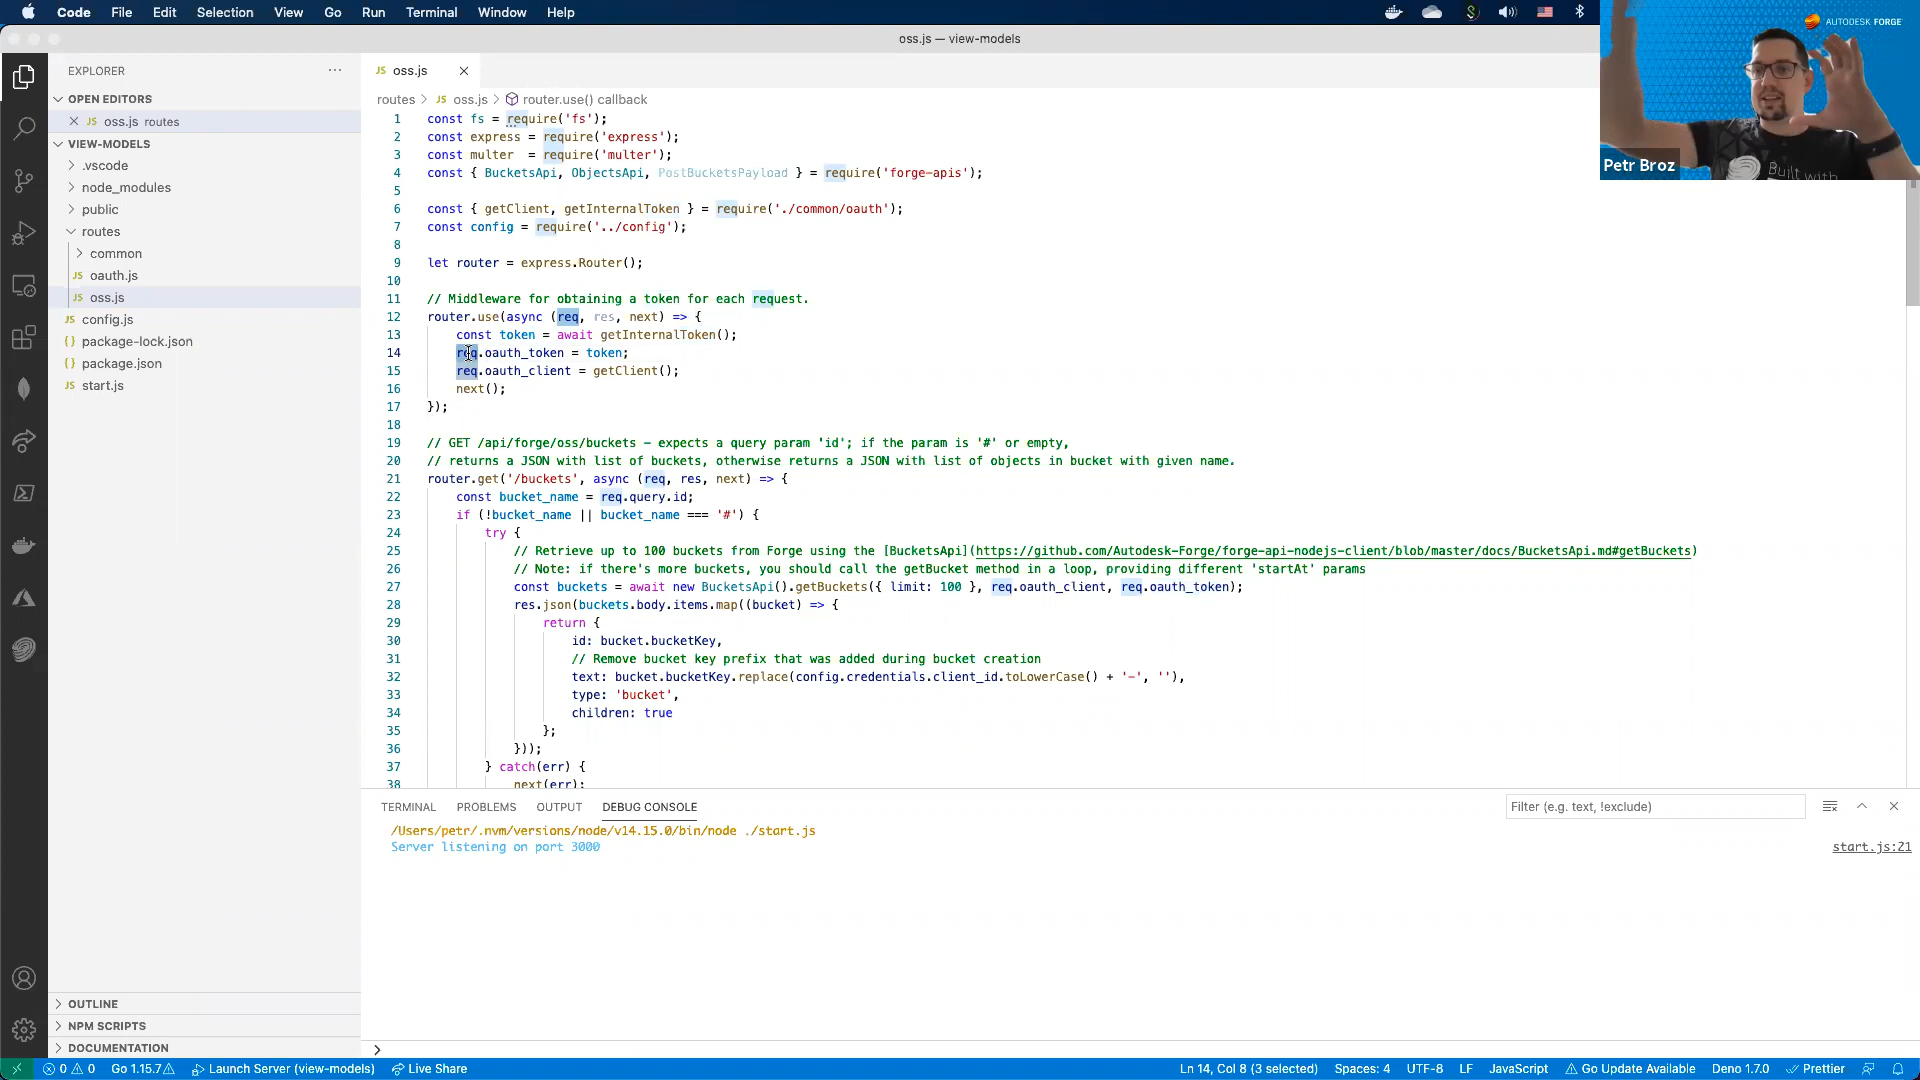 Code File Edit Selection View Go Run Terminal Window Help
oss.js — view-models
AUTODESK FORGE
Petr Broz
Built with
EXPLORER
OPEN EDITORS
JS oss.js routes
VIEW-MODELS
.vscode
node_modules
public
routes
common
JS oauth.js
JS oss.js
JS config.js
{} package-lock.json
{} package.json
JS start.js
OUTLINE
NPM SCRIPTS
DOCUMENTATION
JS oss.js
routes > JS oss.js > router.use() callback
1 const fs = require('fs');
2 const express = require('express');
3 const multer  = require('multer');
4 const { BucketsApi, ObjectsApi, PostBucketsPayload } = require('forge-apis');
5
6 const { getClient, getInternalToken } = require('./common/oauth');
7 const config = require('../config');
8
9 let router = express.Router();
10
11 // Middleware for obtaining a token for each request.
12 router.use(async (req, res, next) => {
13 const token = await getInternalToken();
14 req.oauth_token = token;
15 req.oauth_client = getClient();
16 next();
17 });
18
19 // GET /api/forge/oss/buckets - expects a query param 'id'; if the param is '#' or empty,
20 // returns a JSON with list of buckets, otherwise returns a JSON with list of objects in bucket with given name.
21 router.get('/buckets', async (req, res, next) => {
22 const bucket_name = req.query.id;
23 if (!bucket_name || bucket_name === '#') {
24 try {
25 // Retrieve up to 100 buckets from Forge using the [BucketsApi](https://github.com/Autodesk-Forge/forge-api-nodejs-client/blob/master/docs/BucketsApi.md#getBuckets)
26 // Note: if there's more buckets, you should call the getBucket method in a loop, providing different 'startAt' params
27 const buckets = await new BucketsApi().getBuckets({ limit: 100 }, req.oauth_client, req.oauth_token);
28 res.json(buckets.body.items.map((bucket) => {
29 return {
30 id: bucket.bucketKey,
31 // Remove bucket key prefix that was added during bucket creation
32 text: bucket.bucketKey.replace(config.credentials.client_id.toLowerCase() + '-', ''),
33 type: 'bucket',
34 children: true
35 };
36 }));
37 } catch(err) {
38 next(err);
TERMINAL PROBLEMS OUTPUT DEBUG CONSOLE
Filter (e.g. text, !exclude)
/Users/petr/.nvm/versions/node/v14.15.0/bin/node ./start.js
Server listening on port 3000
start.js:21
0 0 Go 1.15.7 Launch Server (view-models) Live Share
Ln 14, Col 8 (3 selected) Spaces: 4 UTF-8 LF JavaScript Go Update Available Deno 1.7.0 Prettier